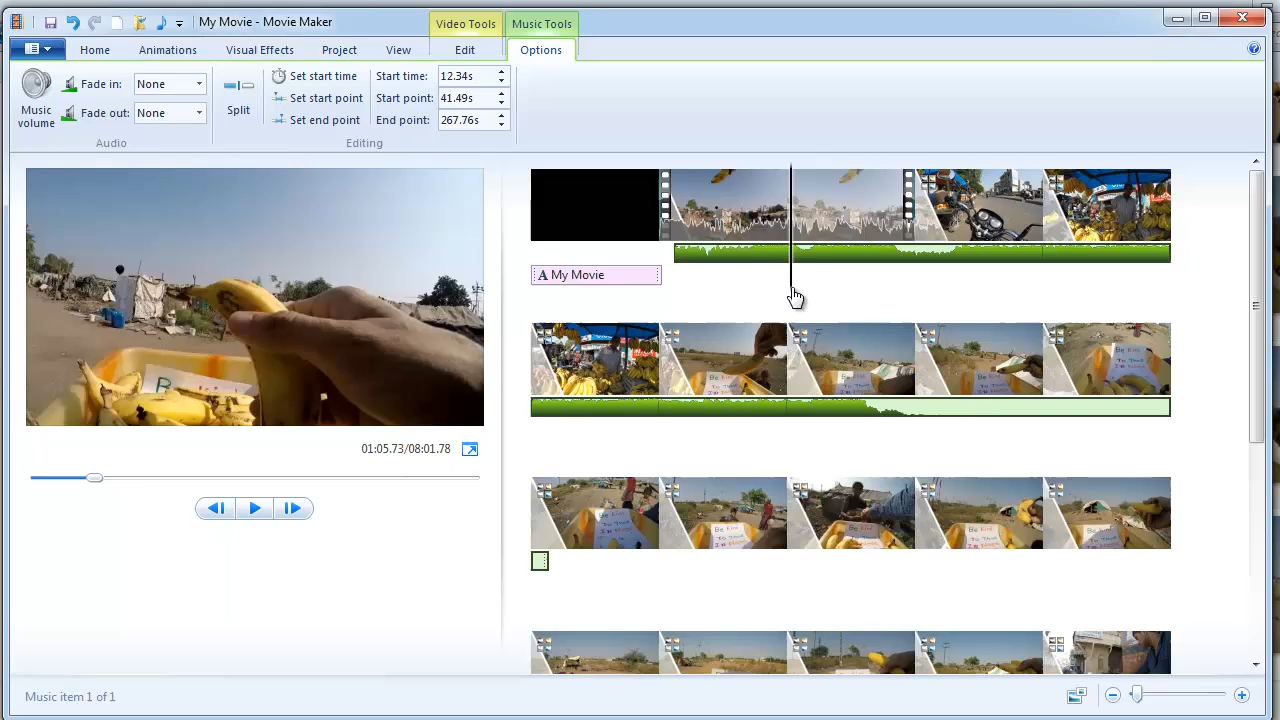 My Movie - Movie Maker
Video Tools
Music Tools
Home
Animations
Visual Effects
Project
View
Edit
Options
Music volume
Fade in: None
Fade out: None
Split
Set start time
Set start point
Set end point
Start time: 12.34s
Start point: 41.49s
End point: 267.76s
Audio
Editing
A My Movie
01:05.73/08:01.78
Music item 1 of 1